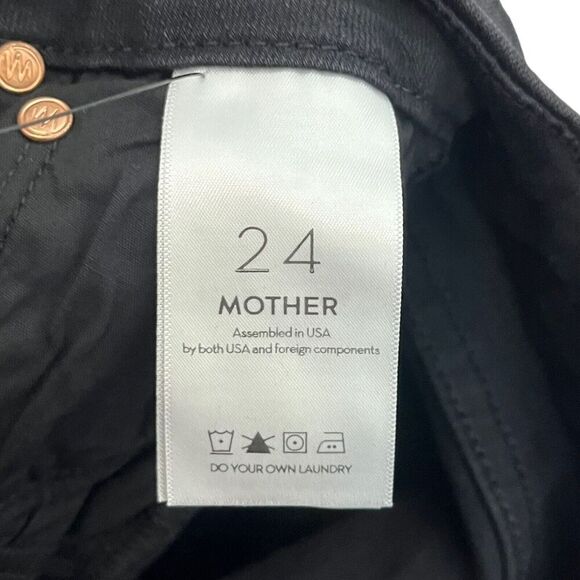 24
MOTHER
Assembled in USA
by both USA and foreign components
DO YOUR OWN LAUNDRY